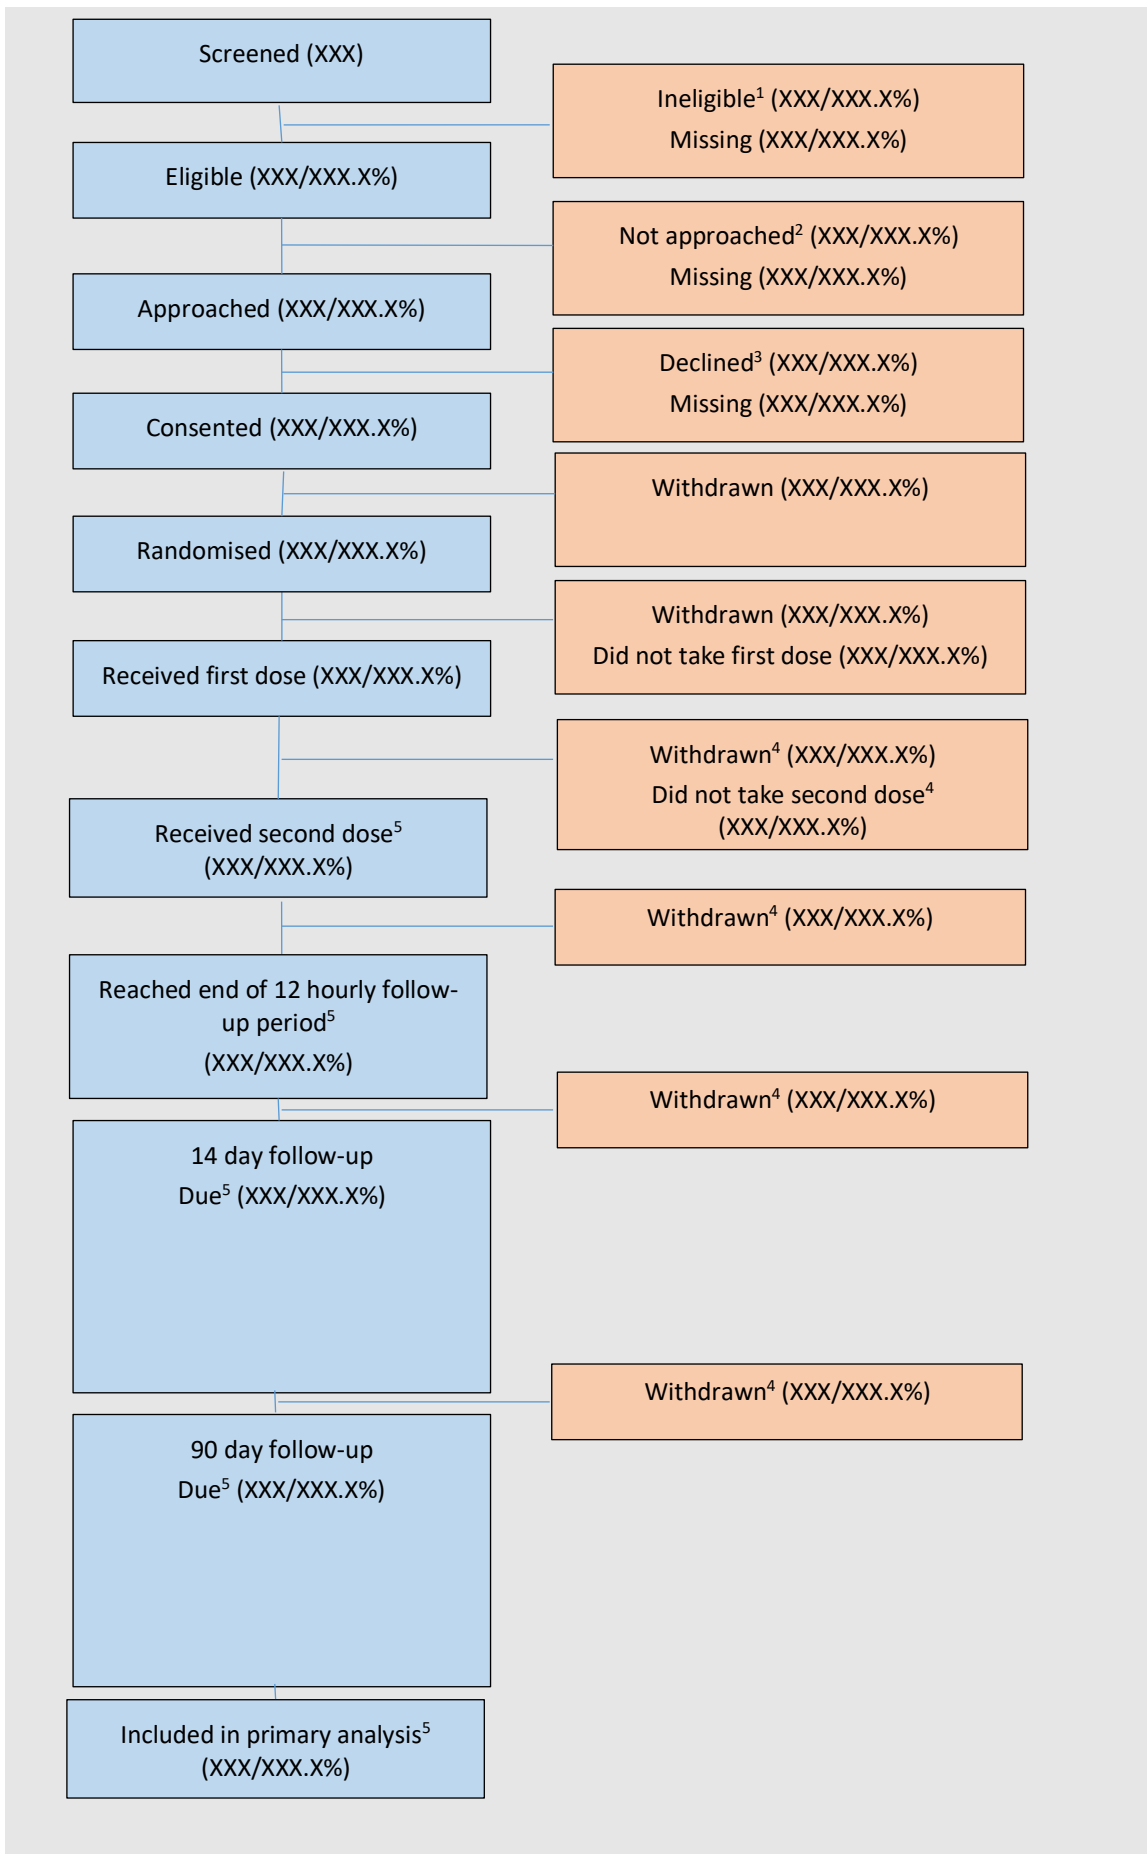 Screened (XXX)
Ineligible¹ (XXX/XXX.X%)
Missing (XXX/XXX.X%)
Eligible (XXX/XXX.X%)
Not approached² (XXX/XXX.X%)
Missing (XXX/XXX.X%)
Approached (XXX/XXX.X%)
Declined³ (XXX/XXX.X%)
Missing (XXX/XXX.X%)
Consented (XXX/XXX.X%)
Withdrawn (XXX/XXX.X%)
Randomised (XXX/XXX.X%)
Withdrawn (XXX/XXX.X%)
Did not take first dose (XXX/XXX.X%)
Received first dose (XXX/XXX.X%)
Withdrawn⁴ (XXX/XXX.X%)
Did not take second dose⁴
(XXX/XXX.X%)
Received second dose⁵
(XXX/XXX.X%)
Withdrawn⁴ (XXX/XXX.X%)
Reached end of 12 hourly follow-
up period⁵
(XXX/XXX.X%)
Withdrawn⁴ (XXX/XXX.X%)
14 day follow-up
Due⁵ (XXX/XXX.X%)
Withdrawn⁴ (XXX/XXX.X%)
90 day follow-up
Due⁵ (XXX/XXX.X%)
Included in primary analysis⁵
(XXX/XXX.X%)